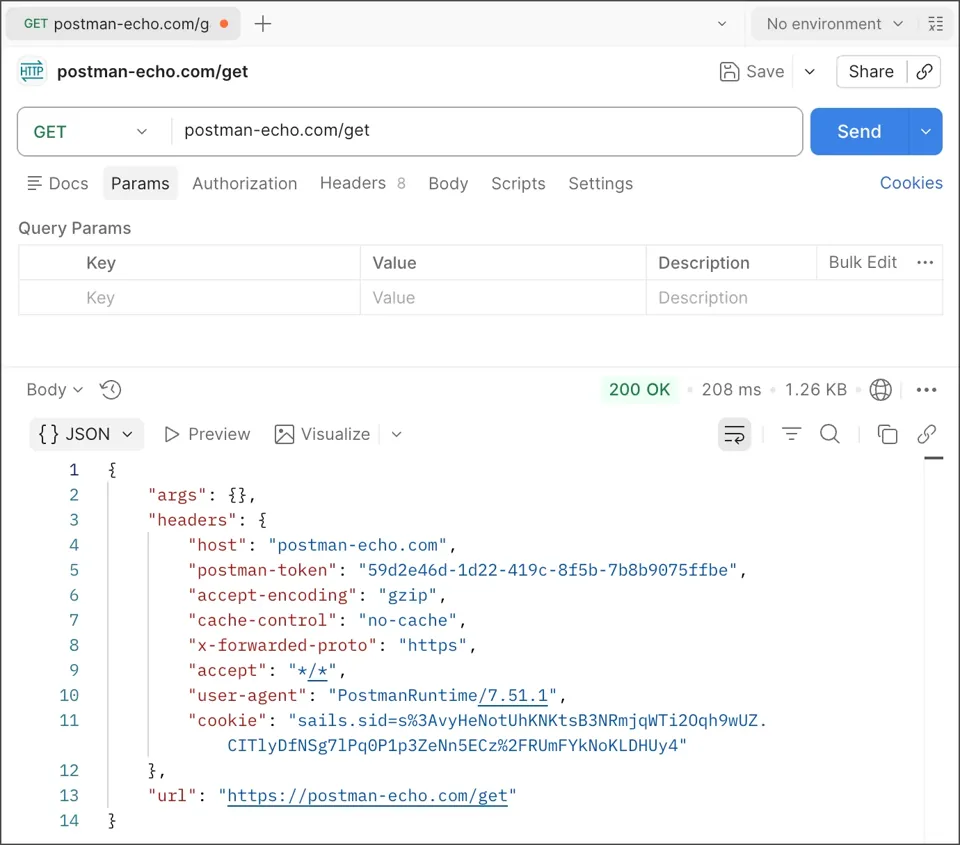 GET postman-echo.com/g
No environment
HTTP postman-echo.com/get
Save Share
GET postman-echo.com/get Send
Docs Params Authorization Headers 8 Body Scripts Settings Cookies
Query Params
Key Value Description Bulk Edit
Key Value Description
Body 200 OK 208 ms 1.26 KB
{} JSON Preview Visualize
1 {
2 "args": {},
3 "headers": {
4 "host": "postman-echo.com",
5 "postman-token": "59d2e46d-1d22-419c-8f5b-7b8b9075ffbe",
6 "accept-encoding": "gzip",
7 "cache-control": "no-cache",
8 "x-forwarded-proto": "https",
9 "accept": "*/*",
10 "user-agent": "PostmanRuntime/7.51.1",
11 "cookie": "sails.sid=s%3AvyHeNotUhKNKtsB3NRmjqWTi2Oqh9wUZ.
CITlyDfNSg7lPq0P1p3ZeNn5ECz%2FRUmFYkNoKLDHUy4"
12 },
13 "url": "https://postman-echo.com/get"
14 }